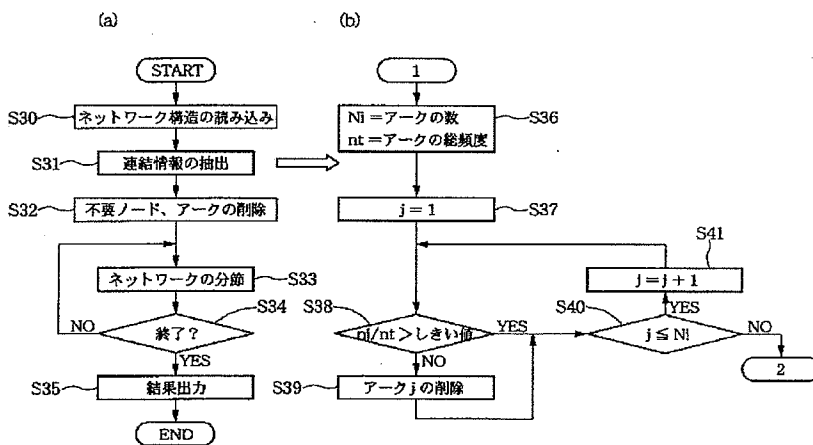 (a)
START
S30
ネットワーク構造の読み込み
S31
連結情報の抽出
S32
不要ノード、アークの削除
ネットワークの分節
S33
S34
終了?
NO
YES
S35
結果出力
END
(b)
1
Ni=アークの数
nt=アークの総頻度
S36
j=1
S37
S38
nj/nt>しきい値
YES
NO
S39
アークjの削除
S41
j=j+1
S40
YES
j≦Ni
NO
2